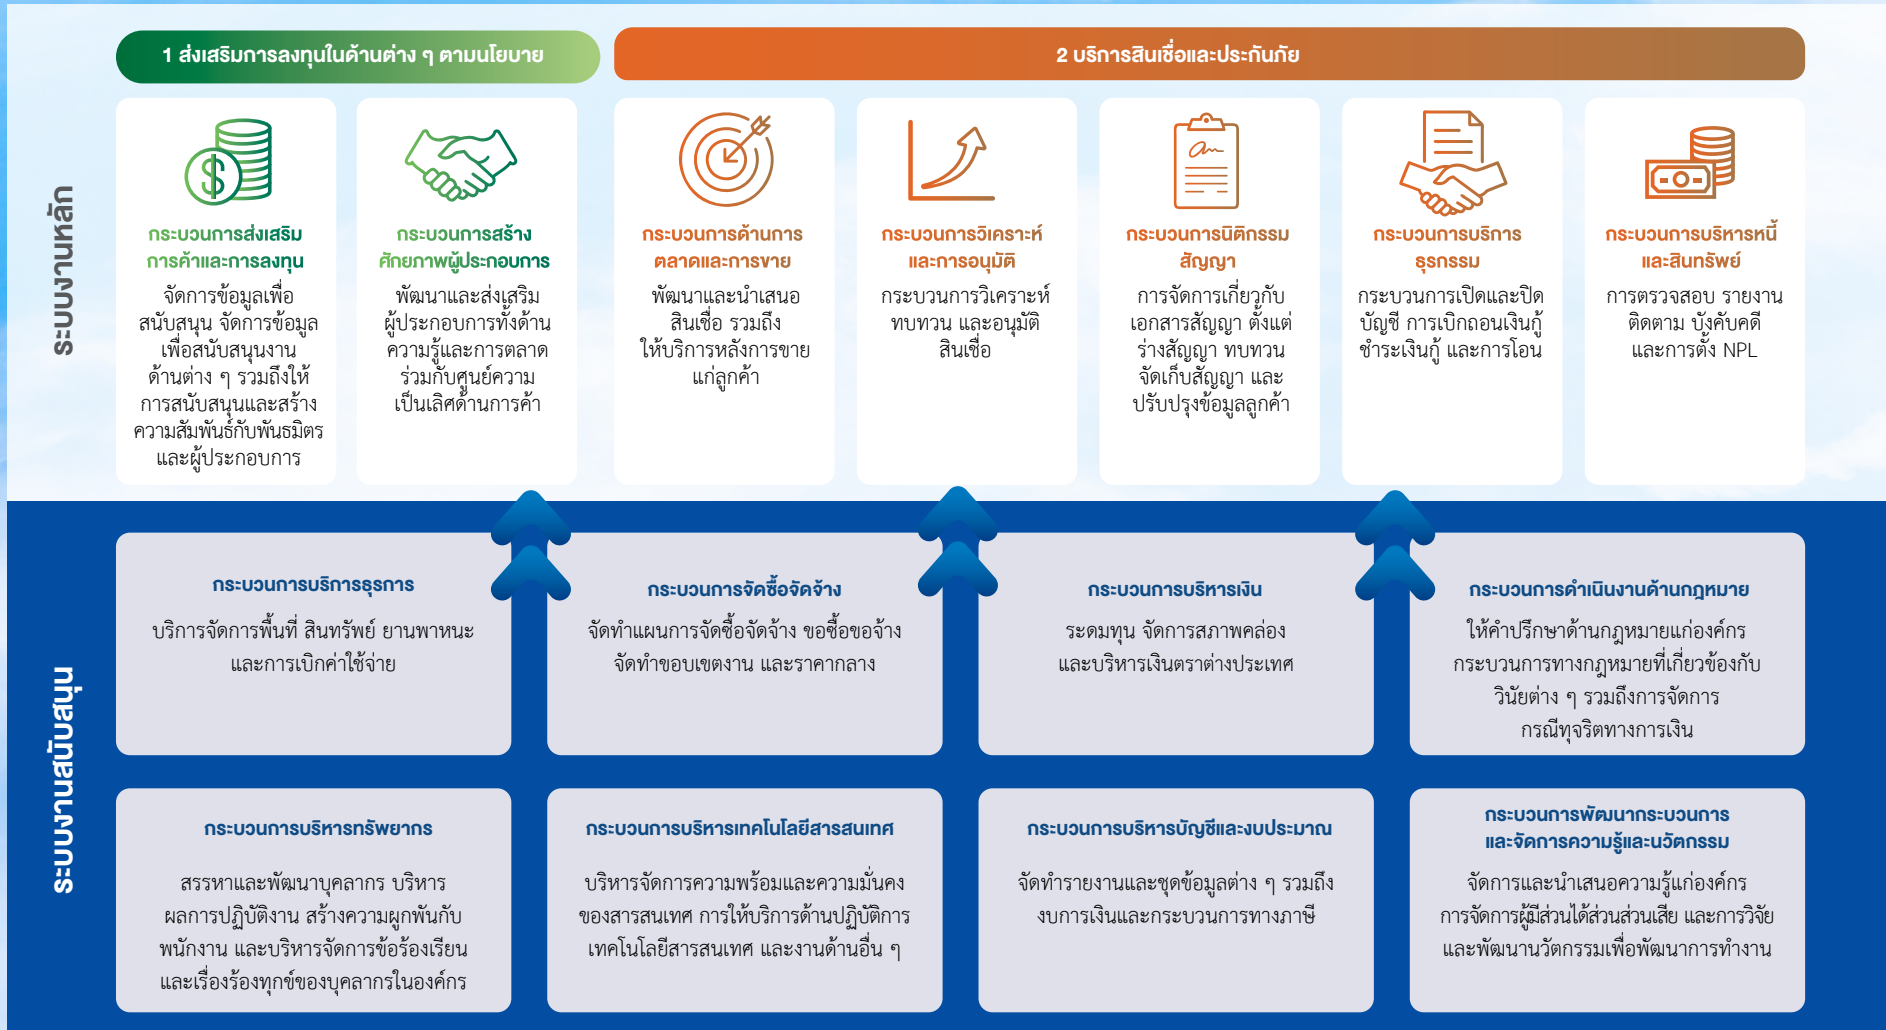 1 ส่งเสริมการลงทุนในด้านต่าง ๆ ตามนโยบาย
2 บริการสินเชื่อและประกันภัย
ระบบงานหลัก
กระบวนการส่งเสริม
การค้าและการลงทุน
จัดการข้อมูลเพื่อ
สนับสนุน จัดการข้อมูล
เพื่อสนับสนุนงาน
ด้านต่าง ๆ รวมถึงให้
การสนับสนุนและสร้าง
ความสัมพันธ์กับพันธมิตร
และผู้ประกอบการ
กระบวนการสร้าง
ศักยภาพผู้ประกอบการ
พัฒนาและส่งเสริม
ผู้ประกอบการทั้งด้าน
ความรู้และการตลาด
ร่วมกับศูนย์ความ
เป็นเลิศด้านการค้า
กระบวนการด้านการ
ตลาดและการขาย
พัฒนาและนำเสนอ
สินเชื่อ รวมถึง
ให้บริการหลังการขาย
แก่ลูกค้า
กระบวนการวิเคราะห์
และการอนุมัติ
กระบวนการวิเคราะห์
ทบทวน และอนุมัติ
สินเชื่อ
กระบวนการนิติกรรม
สัญญา
การจัดการเกี่ยวกับ
เอกสารสัญญา ตั้งแต่
ร่างสัญญา ทบทวน
จัดเก็บสัญญา และ
ปรับปรุงข้อมูลลูกค้า
กระบวนการบริการ
ธุรกรรม
กระบวนการเปิดและปิด
บัญชี การเบิกถอนเงินกู้
ชำระเงินกู้ และการโอน
กระบวนการบริหารหนี้
และสินทรัพย์
การตรวจสอบ รายงาน
ติดตาม บังคับคดี
และการตั้ง NPL
ระบบงานสนับสนุน
กระบวนการบริการธุรการ
บริการจัดการพื้นที่ สินทรัพย์ ยานพาหนะ
และการเบิกค่าใช้จ่าย
กระบวนการจัดซื้อจัดจ้าง
จัดทำแผนการจัดซื้อจัดจ้าง ขอซื้อขอจ้าง
จัดทำขอบเขตงาน และราคากลาง
กระบวนการบริหารเงิน
ระดมทุน จัดการสภาพคล่อง
และบริหารเงินตราต่างประเทศ
กระบวนการดำเนินงานด้านกฎหมาย
ให้คำปรึกษาด้านกฎหมายแก่องค์กร
กระบวนการทางกฎหมายที่เกี่ยวข้องกับ
วินัยต่าง ๆ รวมถึงการจัดการ
กรณีทุจริตทางการเงิน
กระบวนการบริหารทรัพยากร
สรรหาและพัฒนาบุคลากร บริหาร
ผลการปฏิบัติงาน สร้างความผูกพันกับ
พนักงาน และบริหารจัดการข้อร้องเรียน
และเรื่องร้องทุกข์ของบุคลากรในองค์กร
กระบวนการบริหารเทคโนโลยีสารสนเทศ
บริหารจัดการความพร้อมและความมั่นคง
ของสารสนเทศ การให้บริการด้านปฏิบัติการ
เทคโนโลยีสารสนเทศ และงานด้านอื่น ๆ
กระบวนการบริหารบัญชีและงบประมาณ
จัดทำรายงานและชุดข้อมูลต่าง ๆ รวมถึง
งบการเงินและกระบวนการทางภาษี
กระบวนการพัฒนากระบวนการ
และจัดการความรู้และนวัตกรรม
จัดการและนำเสนอความรู้แก่องค์กร
การจัดการผู้มีส่วนได้ส่วนส่วนเสีย และการวิจัย
และพัฒนานวัตกรรมเพื่อพัฒนาการทำงาน